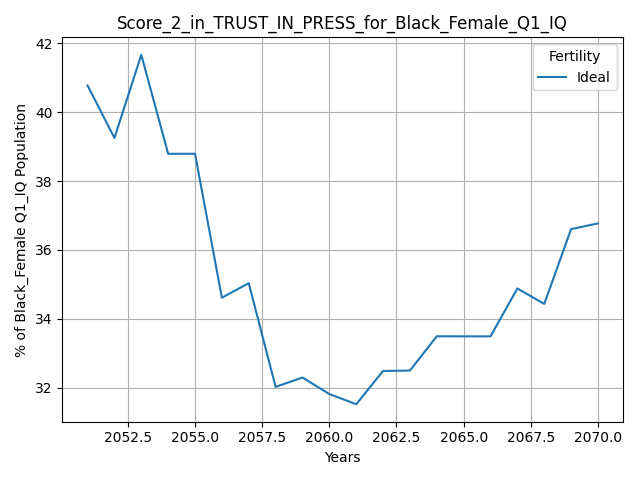 Score_2_in_TRUST_IN_PRESS_for_Black_Female_Q1_IQ
Fertility
Ideal
% of Black_Female Q1_IQ Population
42
40
38
36
34
32
2052.5 2055.0 2057.5 2060.0 2062.5 2065.0 2067.5 2070.0
Years